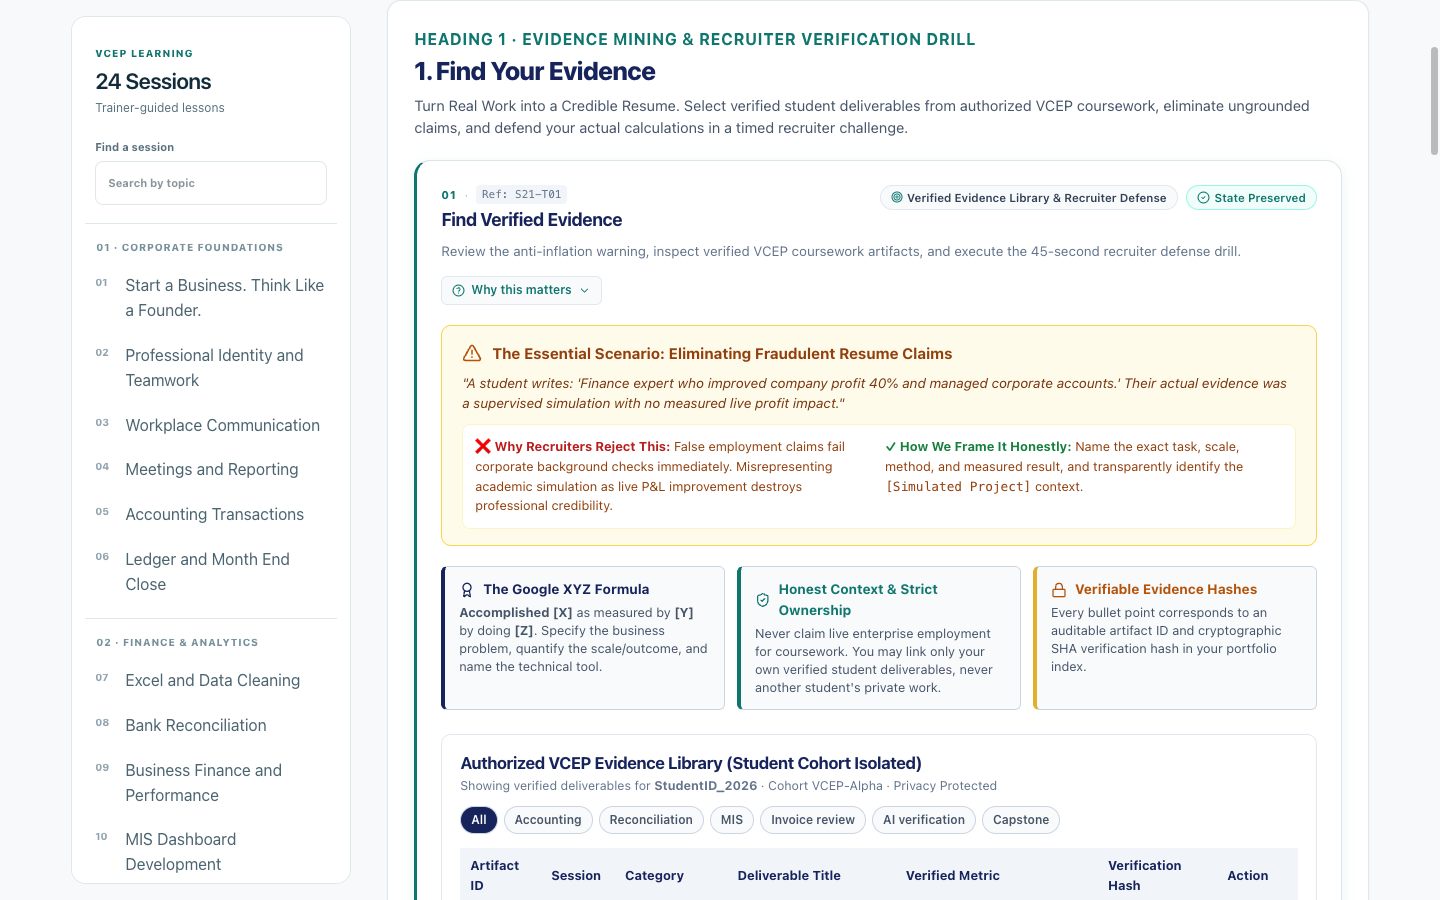 VCEP LEARNING
24 Sessions
Trainer-guided lessons
Find a session
Search by topic
01 · CORPORATE FOUNDATIONS
01 Start a Business. Think Like
a Founder.
02 Professional Identity and
Teamwork
03 Workplace Communication
04 Meetings and Reporting
05 Accounting Transactions
06 Ledger and Month End
Close
02 · FINANCE & ANALYTICS
07 Excel and Data Cleaning
08 Bank Reconciliation
09 Business Finance and
Performance
10 MIS Dashboard
Development
HEADING 1 · EVIDENCE MINING & RECRUITER VERIFICATION DRILL
1. Find Your Evidence
Turn Real Work into a Credible Resume. Select verified student deliverables from authorized VCEP coursework, eliminate ungrounded
claims, and defend your actual calculations in a timed recruiter challenge.
01 · Ref: S21-T01
Verified Evidence Library & Recruiter Defense
State Preserved
Find Verified Evidence
Review the anti-inflation warning, inspect verified VCEP coursework artifacts, and execute the 45-second recruiter defense drill.
Why this matters
The Essential Scenario: Eliminating Fraudulent Resume Claims
"A student writes: 'Finance expert who improved company profit 40% and managed corporate accounts.' Their actual evidence was
a supervised simulation with no measured live profit impact."
❌ Why Recruiters Reject This: False employment claims fail
corporate background checks immediately. Misrepresenting
academic simulation as live P&L improvement destroys
professional credibility.
✓ How We Frame It Honestly: Name the exact task, scale,
method, and measured result, and transparently identify the
[Simulated Project] context.
The Google XYZ Formula
Accomplished [X] as measured by [Y]
by doing [Z]. Specify the business
problem, quantify the scale/outcome, and
name the technical tool.
Honest Context & Strict
Ownership
Never claim live enterprise employment
for coursework. You may link only your
own verified student deliverables, never
another student's private work.
Verifiable Evidence Hashes
Every bullet point corresponds to an
auditable artifact ID and cryptographic
SHA verification hash in your portfolio
index.
Authorized VCEP Evidence Library (Student Cohort Isolated)
Showing verified deliverables for StudentID_2026 · Cohort VCEP-Alpha · Privacy Protected
All Accounting Reconciliation MIS Invoice review AI verification Capstone
Artifact
ID
Session
Category
Deliverable Title
Verified Metric
Verification
Hash
Action